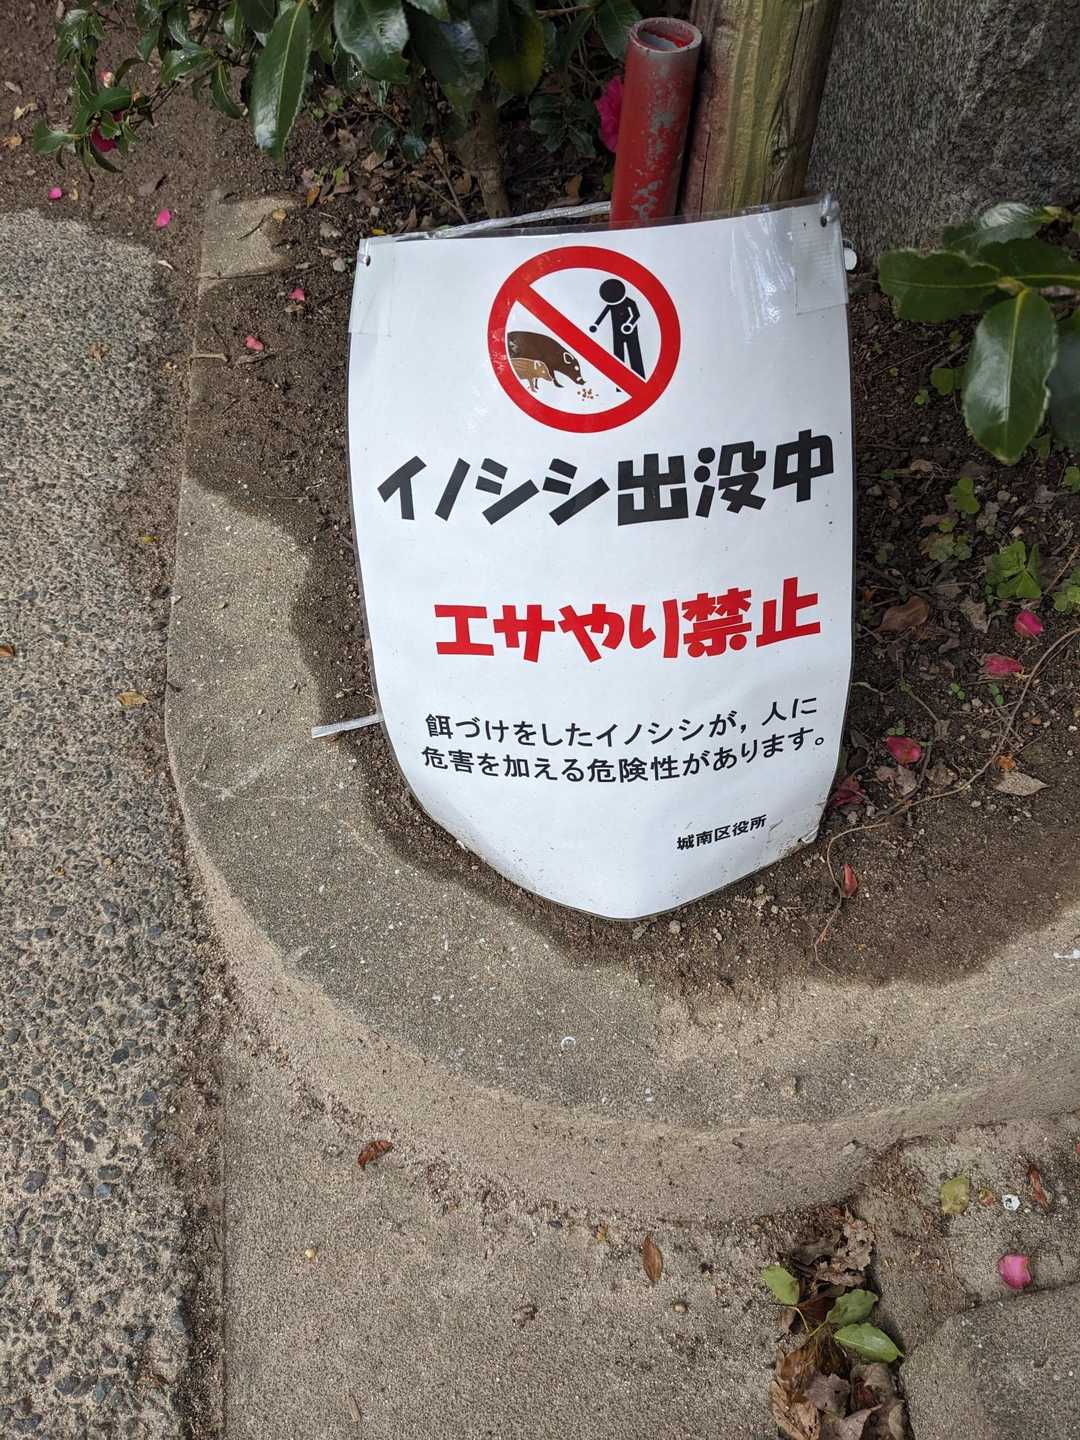 イノシシ出没中
エサやり禁止
餌づけをしたイノシシが，人に
危害を加える危険性があります。
城南区役所